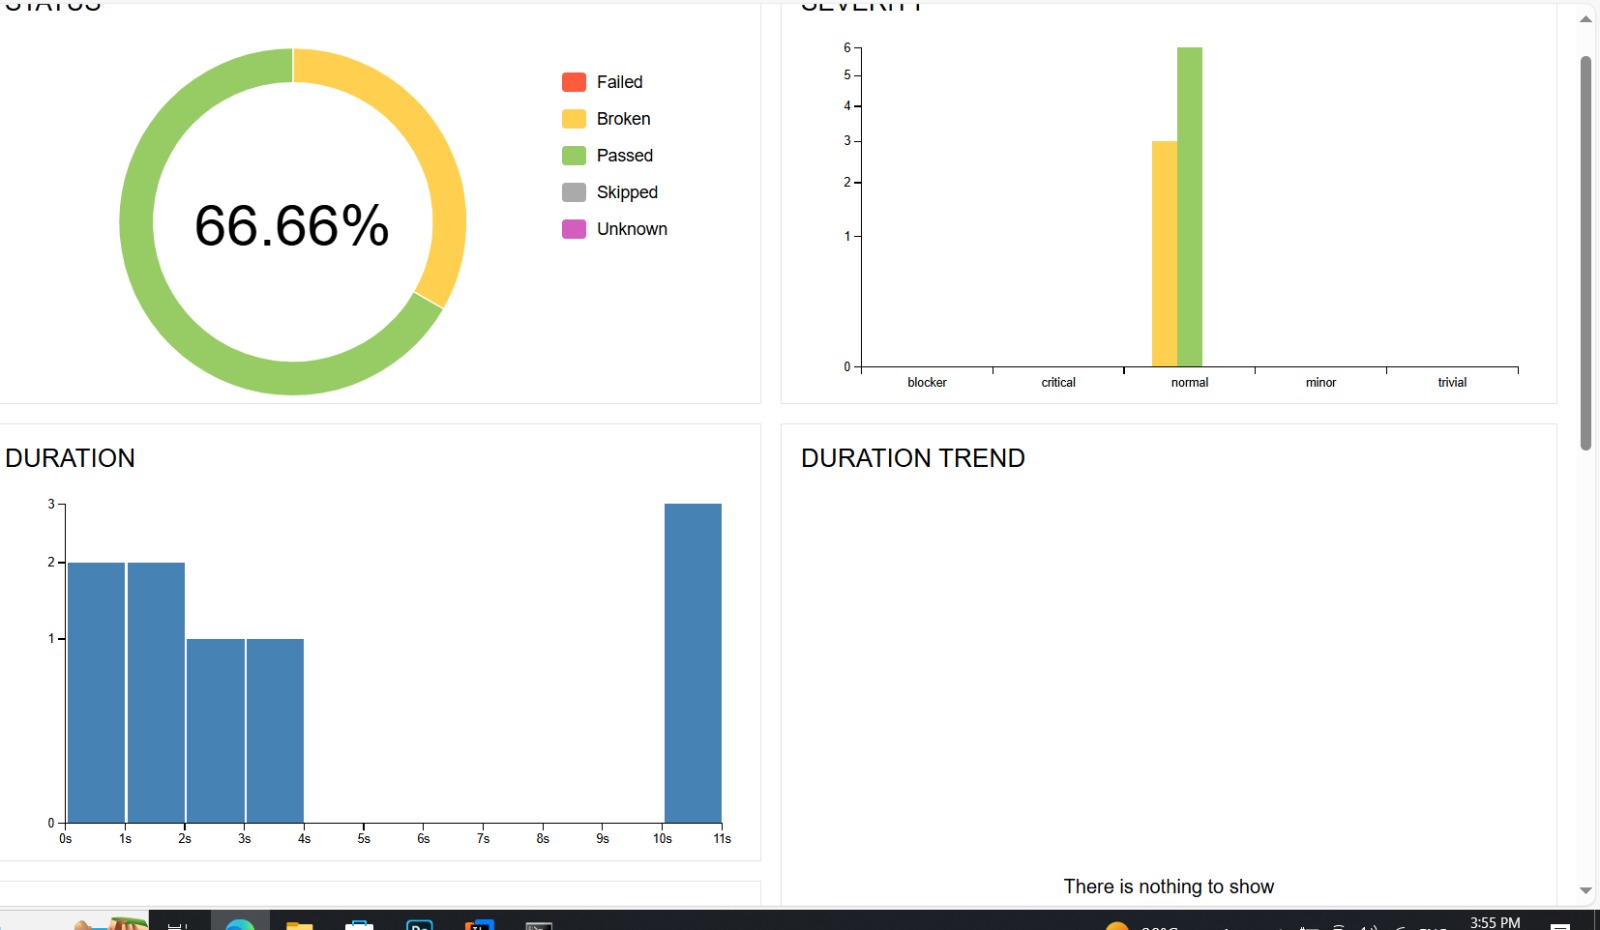 STATUS
SEVERITY
66.66%
Failed
Broken
Passed
Skipped
Unknown
6
5
4
3
2
1
0
blocker critical normal minor trivial
DURATION
3
2
1
0
0s 1s 2s 3s 4s 5s 6s 7s 8s 9s 10s 11s
DURATION TREND
There is nothing to show
3:55 PM